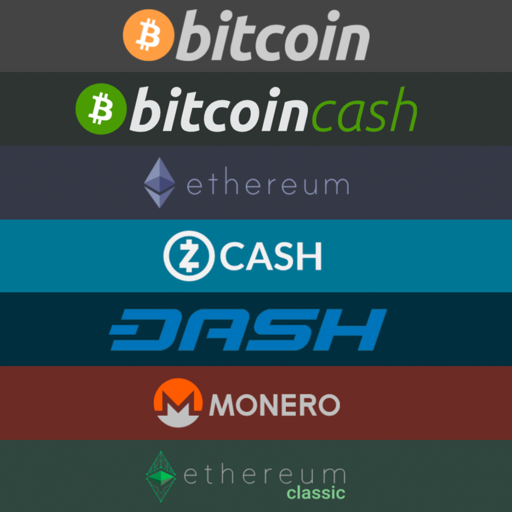 bitcoin
bitcoincash
ethereum
CASH
DASH
MONERO
ethereum
classic